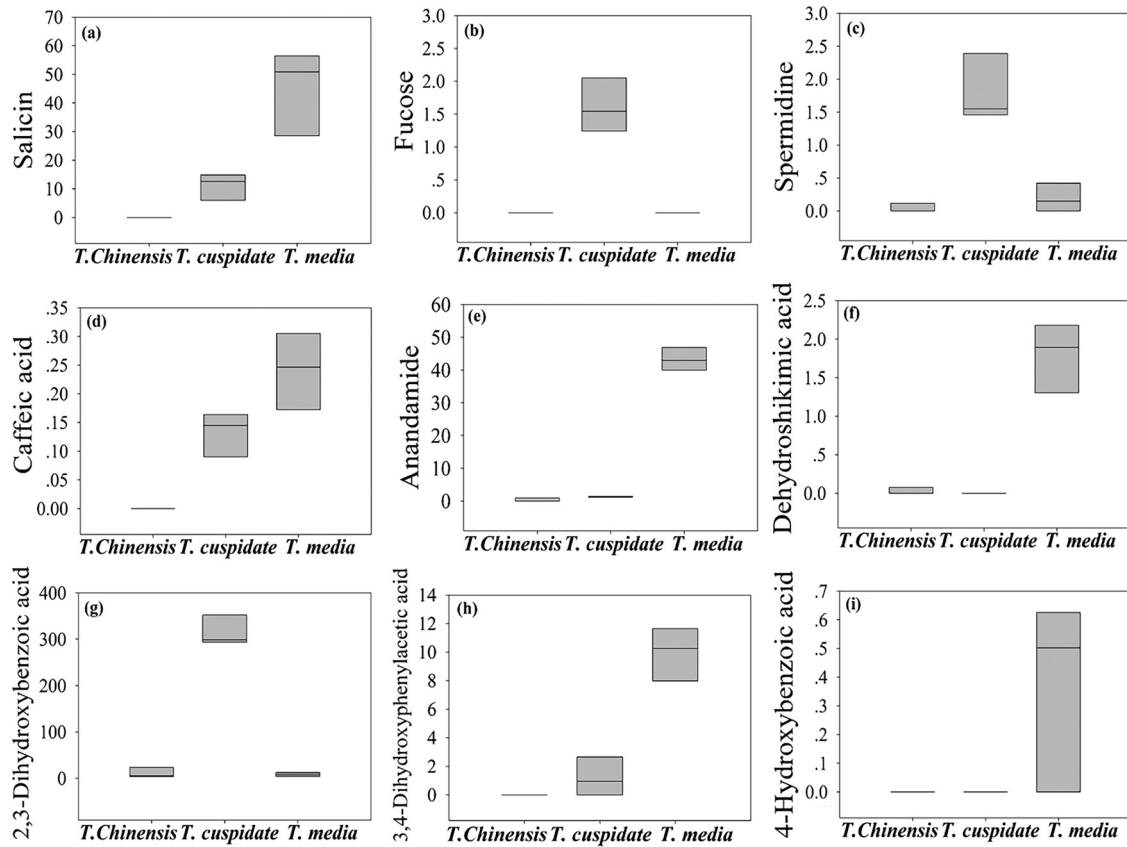 (a)
Salicin
70
60
50
40
30
20
10
0
T.Chinensis T. cuspidate T. media
(b)
Fucose
3.0
2.5
2.0
1.5
1.0
.5
0.0
T.Chinensis T. cuspidate T. media
(c)
Spermidine
3.0
2.5
2.0
1.5
1.0
.5
0.0
T.Chinensis T. cuspidate T. media
(d)
Caffeic acid
.35
.30
.25
.20
.15
.10
.05
0.00
T.Chinensis T. cuspidate T. media
(e)
Anandamide
60
50
40
30
20
10
0
T.Chinensis T. cuspidate T. media
(f)
Dehydroshikimic acid
2.5
2.0
1.5
1.0
.5
0.0
T.Chinensis T. cuspidate T. media
(g)
2,3-Dihydroxybenzoic acid
400
300
200
100
0
T.Chinensis T. cuspidate T. media
(h)
3,4-Dihydroxyphenylacetic acid
14
12
10
8
6
4
2
0
T.Chinensis T. cuspidate T. media
(i)
4-Hydroxybenzoic acid
.7
.6
.5
.4
.3
.2
.1
0.0
T.Chinensis T. cuspidate T. media